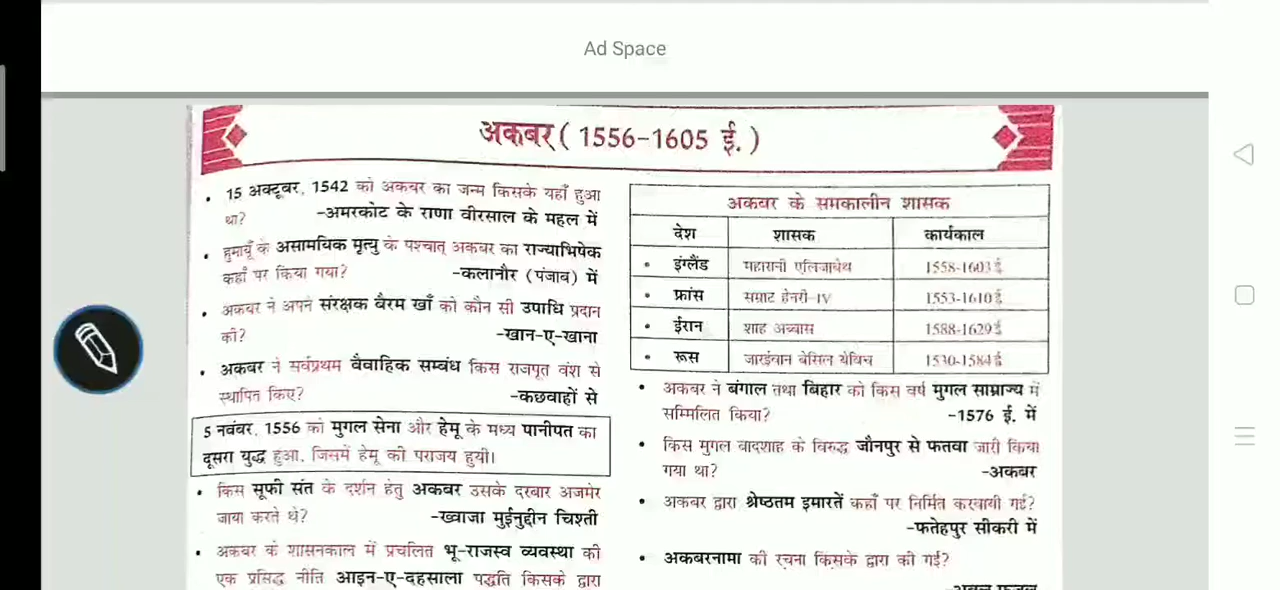 Ad Space
अकबर ( 1556-1605 ई. )
• 15 अक्टूबर, 1542 को अकबर का जन्म किसके यहाँ हुआ
था? -अमरकोट के राणा वीरसाल के महल में
• हुमायूँ के असामयिक मृत्यु के पश्चात् अकबर का राज्याभिषेक
कहाँ पर किया गया? -कलानौर (पंजाब) में
• अकबर ने अपने संरक्षक बैरम खाँ को कौन सी उपाधि प्रदान
की? -खान-ए-खाना
• अकबर ने सर्वप्रथम वैवाहिक सम्बंध किस राजपूत वंश से
स्थापित किए? -कछवाहों से
5 नवंबर, 1556 को मुगल सेना और हेमू के मध्य पानीपत का
दूसरा युद्ध हुआ. जिसमें हेमू की पराजय हुयी।
• किस सूफी संत के दर्शन हेतु अकबर उसके दरबार अजमेर
जाया करते थे? -ख्वाजा मुईनुद्दीन चिश्ती
• अकबर के शासनकाल में प्रचलित भू-राजस्व व्यवस्था की
एक प्रसिद्ध नीति आइन-ए-दहसाला पद्धति किसके द्वारा
अकबर के समकालीन शासक
देश शासक कार्यकाल
• इंग्लैंड महारानी एलिजाबेथ 1558-1603 ई
• फ्रांस सम्राट हेनरी-IV 1553-1610 ई
• ईरान शाह अब्बास 1588-1629 ई
• रूस जारईवान बेसिल येविच 1530-1584 ई
• अकबर ने बंगाल तथा बिहार को किस वर्ष मुगल साम्राज्य में
सम्मिलित किया? -1576 ई. में
• किस मुगल बादशाह के विरुद्ध जौनपुर से फतवा जारी किया
गया था? -अकबर
• अकबर द्वारा श्रेष्ठतम इमारतें कहाँ पर निर्मित करवायी गई?
-फतेहपुर सीकरी में
• अकबरनामा की रचना किसके द्वारा की गई?
-अबुल फजल